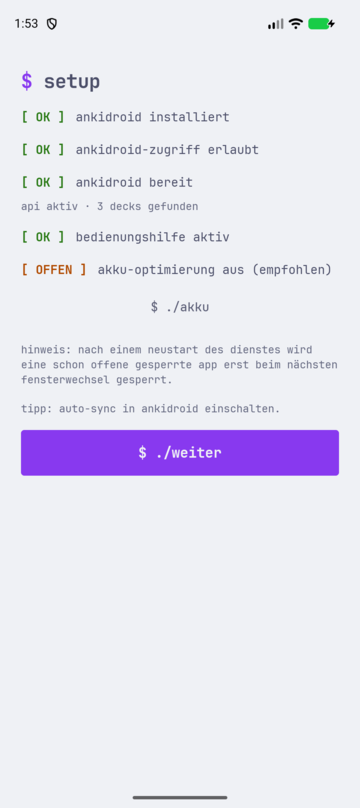 1:53
$ setup
[ OK ] ankidroid installiert
[ OK ] ankidroid-zugriff erlaubt
[ OK ] ankidroid bereit
api aktiv · 3 decks gefunden
[ OK ] bedienungshilfe aktiv
[ OFFEN ] akku-optimierung aus (empfohlen)
$ ./akku
hinweis: nach einem neustart des dienstes wird
eine schon offene gesperrte app erst beim nächsten
fensterwechsel gesperrt.
tipp: auto-sync in ankidroid einschalten.
$ ./weiter